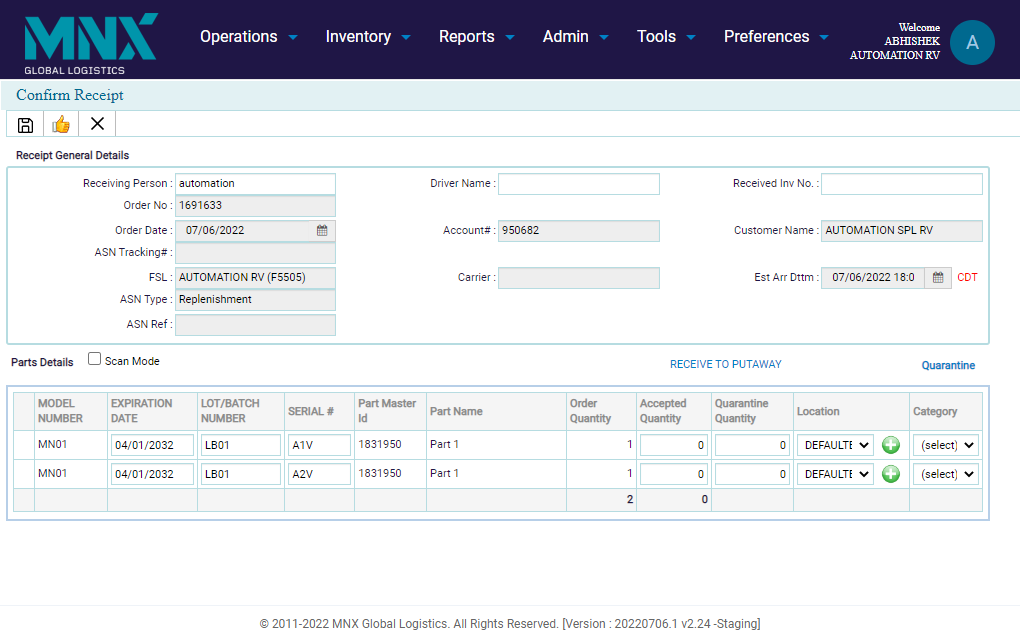 MNX
GLOBAL LOGISTICS
Operations Inventory Reports Admin Tools Preferences
Welcome
ABHISHEK
AUTOMATION RV
A
Confirm Receipt
Receipt General Details
Receiving Person : automation Driver Name : Received Inv No. :
Order No : 1691633
Order Date : 07/06/2022 Account# : 950682 Customer Name : AUTOMATION SPL RV
ASN Tracking# :
FSL : AUTOMATION RV (F5505) Carrier : Est Arr Dttm : 07/06/2022 18:0 CDT
ASN Type : Replenishment
ASN Ref :
Parts Details Scan Mode RECEIVE TO PUTAWAY Quarantine
MODEL NUMBER EXPIRATION DATE LOT/BATCH NUMBER SERIAL # Part Master Id Part Name Order Quantity Accepted Quantity Quarantine Quantity Location Category
MN01 04/01/2032 LB01 A1V 1831950 Part 1 1 0 0 DEFAULTE (select)
MN01 04/01/2032 LB01 A2V 1831950 Part 1 1 0 0 DEFAULTE (select)
2 0
© 2011-2022 MNX Global Logistics. All Rights Reserved. [Version : 20220706.1 v2.24 -Staging]